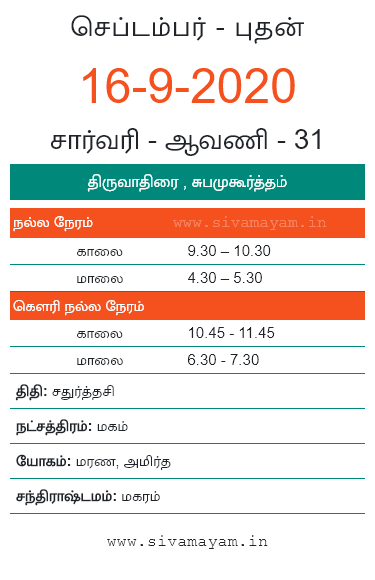 செப்டம்பர் - புதன்
16-9-2020
சார்வரி - ஆவணி - 31
திருவாதிரை , சுபமுகூர்த்தம்
நல்ல நேரம் www.sivamayam.in
காலை 9.30 – 10.30
மாலை 4.30 – 5.30
கௌரி நல்ல நேரம்
காலை 10.45 - 11.45
மாலை 6.30 - 7.30
திதி: சதுர்த்தசி
நட்சத்திரம்: மகம்
யோகம்: மரண, அமிர்த
சந்திராஷ்டமம்: மகரம்
www.sivamayam.in